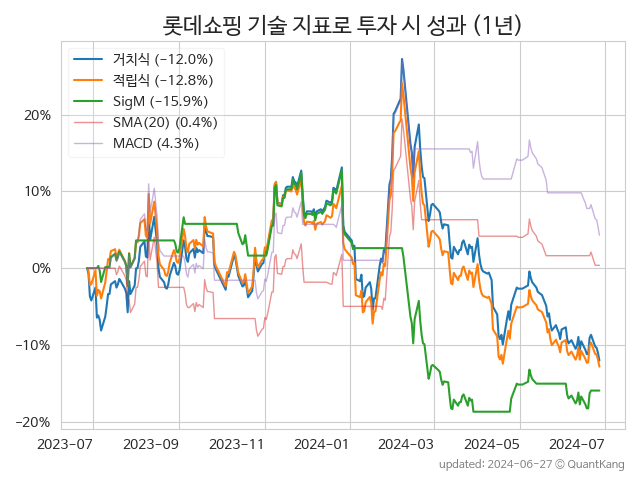 롯데쇼핑 기술 지표로 투자 시 성과 (1년)
거치식 (−12.0%)
적립식 (−12.8%)
SigM (−15.9%)
SMA(20) (0.4%)
MACD (4.3%)
20%
10%
0%
−10%
−20%
2023-07 2023-09 2023-11 2024-01 2024-03 2024-05 2024-07
updated: 2024-06-27 © QuantKang